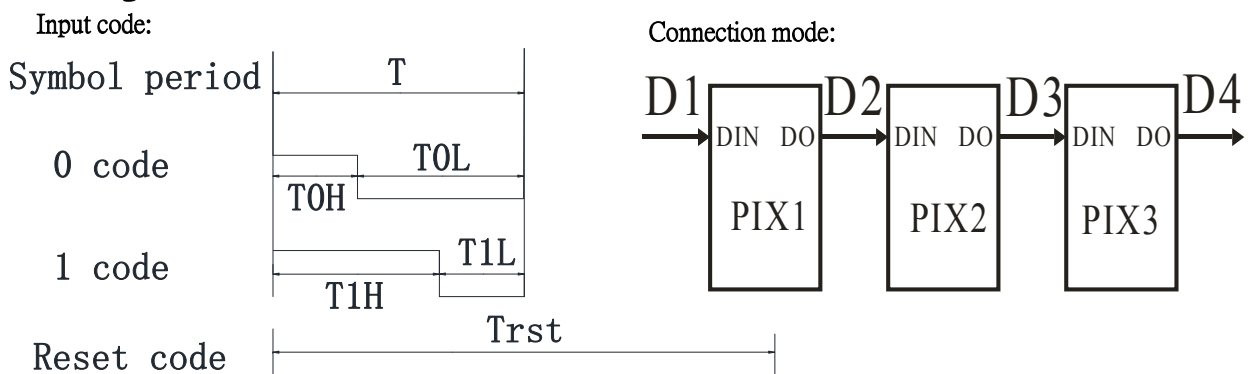 Input code:
Symbol period
T
0 code
T0H
T0L
1 code
T1H
T1L
Reset code
Trst
Connection mode:
D1
DIN DO
PIX1
D2
DIN DO
PIX2
D3
DIN DO
PIX3
D4